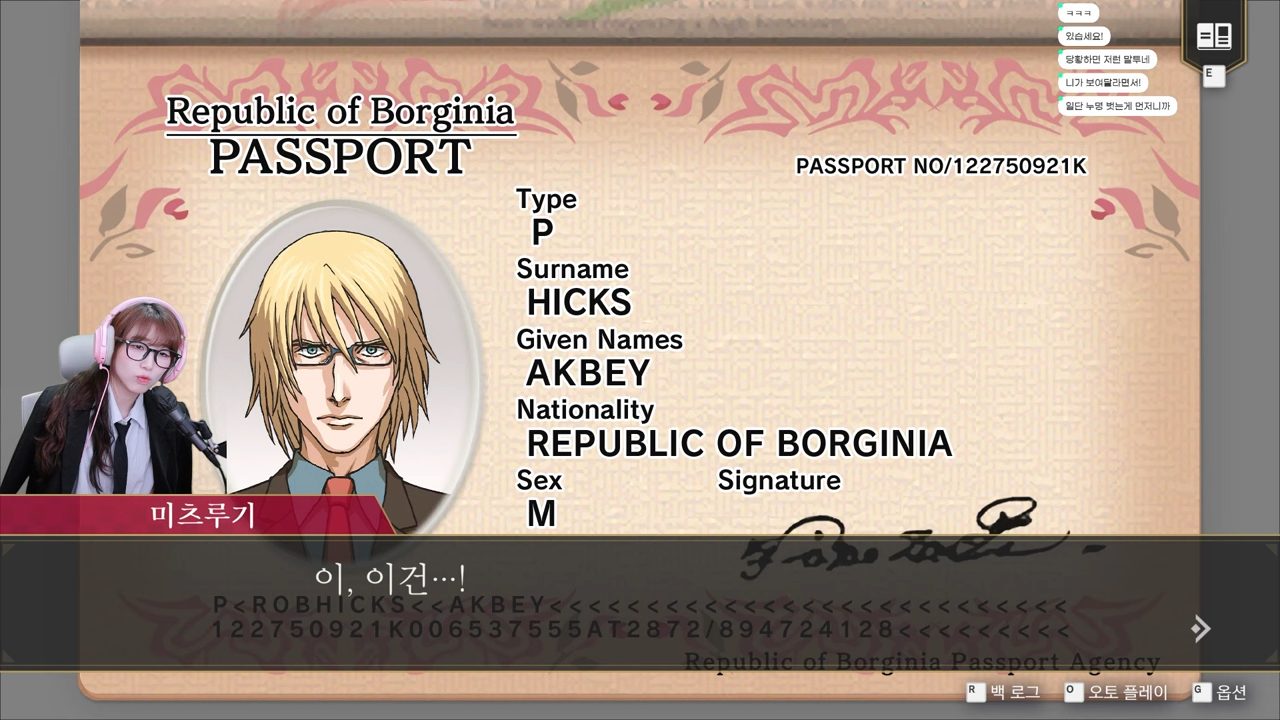 ㅋㅋㅋ
있습세요!
당황하면 저런 말투네
니가 보여달라면서!
일단 누명 벗는게 먼저니까
E
Republic of Borginia
PASSPORT
PASSPORT NO/122750921K
Type
P
Surname
HICKS
Given Names
AKBEY
Nationality
REPUBLIC OF BORGINIA
Sex
Signature
M
미츠루기
이, 이건…!
P<ROBHICKS<<AKBEY<<<<<<<<<<<<<<<<<<<<<<<<<<<
122750921K006537555AT2872/894724128<<<<<<<<<
Republic of Borginia Passport Agency
R 백 로그 O 오토 플레이 G 옵션